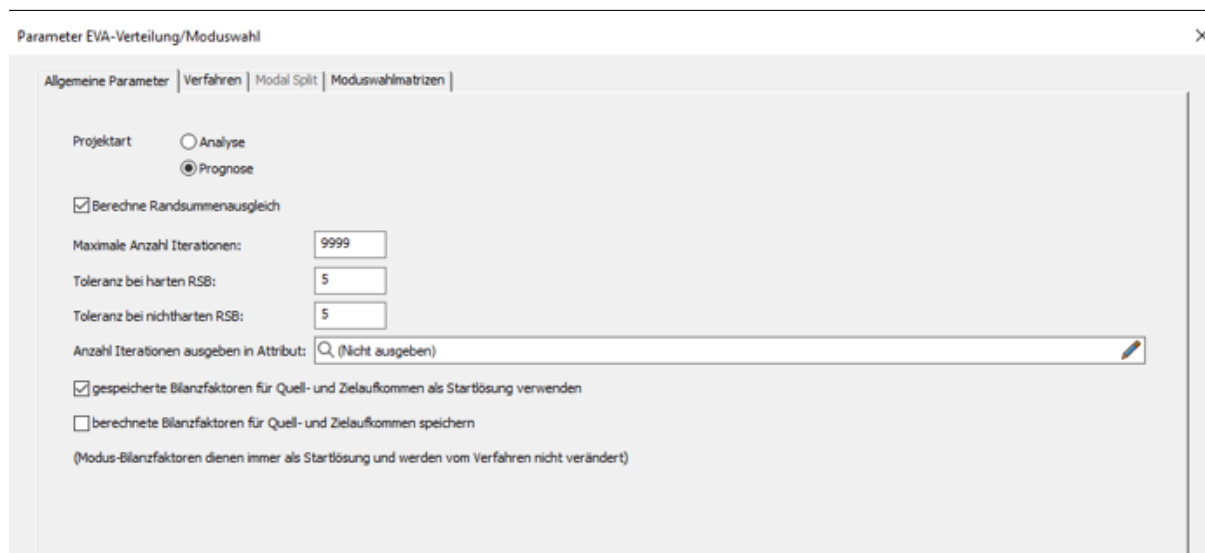 Parameter EVA-Verteilung/Moduswahl
Allgemeine Parameter Verfahren Modal Split Moduswahlmatrizen
Projektart Analyse
Prognose
Berechne Randsummenausgleich
Maximale Anzahl Iterationen: 9999
Toleranz bei harten RSB: 5
Toleranz bei nichtharten RSB: 5
Anzahl Iterationen ausgeben in Attribut: (Nicht ausgeben)
gespeicherte Bilanzfaktoren für Quell- und Zielaufkommen als Startlösung verwenden
berechnete Bilanzfaktoren für Quell- und Zielaufkommen speichern
(Modus-Bilanzfaktoren dienen immer als Startlösung und werden vom Verfahren nicht verändert)